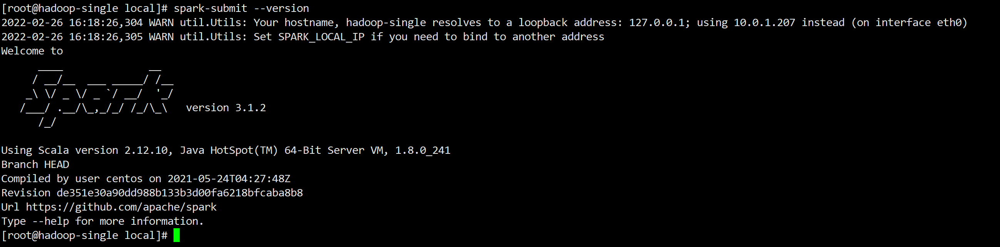 [root@hadoop-single local]# spark-submit --version
2022-02-26 16:18:26,304 WARN util.Utils: Your hostname, hadoop-single resolves to a loopback address: 127.0.0.1; using 10.0.1.207 instead (on interface eth0)
2022-02-26 16:18:26,305 WARN util.Utils: Set SPARK_LOCAL_IP if you need to bind to another address
Welcome to
      ____              __
     / __/__  ___ _____/ /__
    _\ \/ _ \/ _ `/ __/  '_/
   /___/ .__/\_,_/_/ /_/\_\   version 3.1.2
      /_/
Using Scala version 2.12.10, Java HotSpot(TM) 64-Bit Server VM, 1.8.0_241
Branch HEAD
Compiled by user centos on 2021-05-24T04:27:48Z
Revision de351e30a90dd988b133b3d00fa6218bfcaba8b8
Url https://github.com/apache/spark
Type --help for more information.
[root@hadoop-single local]#